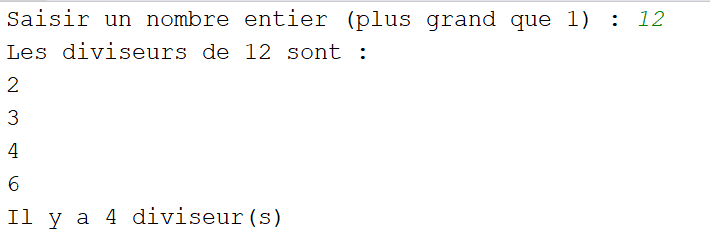 Saisir un nombre entier (plus grand que 1) : 12
Les diviseurs de 12 sont :
2
3
4
6
Il y a 4 diviseur(s)